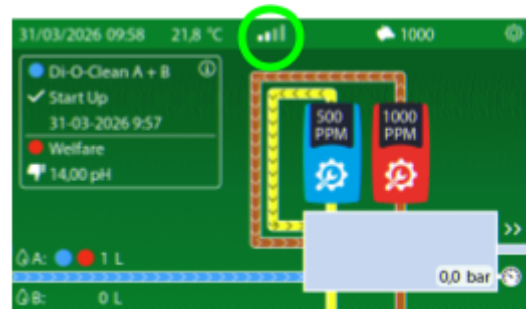 31/03/2026 09:58 21,8 °C 1000
Di-O-Clean A + B
Start Up
31-03-2026 9:57
Welfare
14,00 pH
500 PPM
1000 PPM
>>
A: 1 L
0,0 bar
B: 0 L